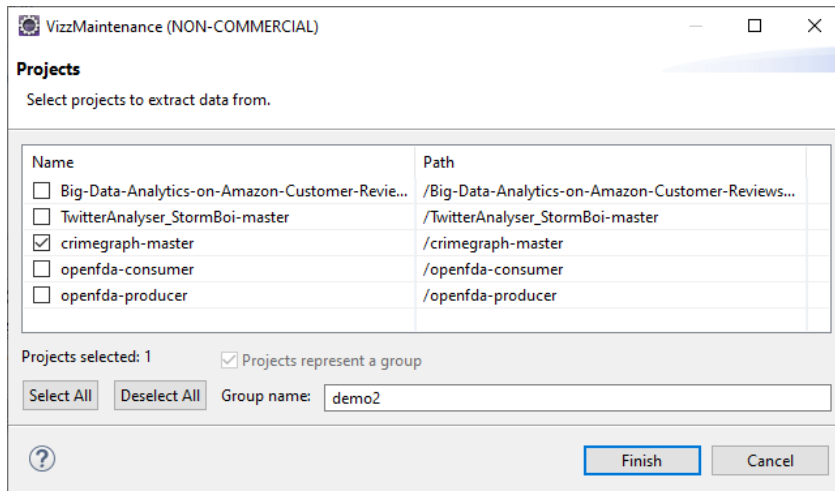 VizzMaintenance (NON-COMMERCIAL)
Projects
Select projects to extract data from.
Name Path
Big-Data-Analytics-on-Amazon-Customer-Revie... /Big-Data-Analytics-on-Amazon-Customer-Reviews...
TwitterAnalyser_StormBoi-master /TwitterAnalyser_StormBoi-master
crimegraph-master /crimegraph-master
openfda-consumer /openfda-consumer
openfda-producer /openfda-producer
Projects selected: 1 Projects represent a group
Select All Deselect All Group name: demo2
? Finish Cancel